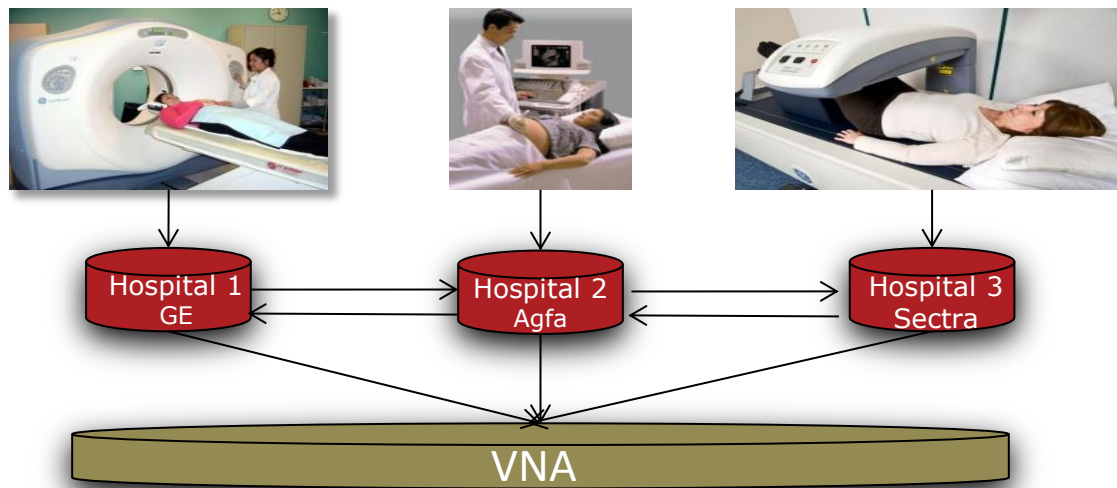 Hospital 1
GE
Hospital 2
Agfa
Hospital 3
Sectra
VNA